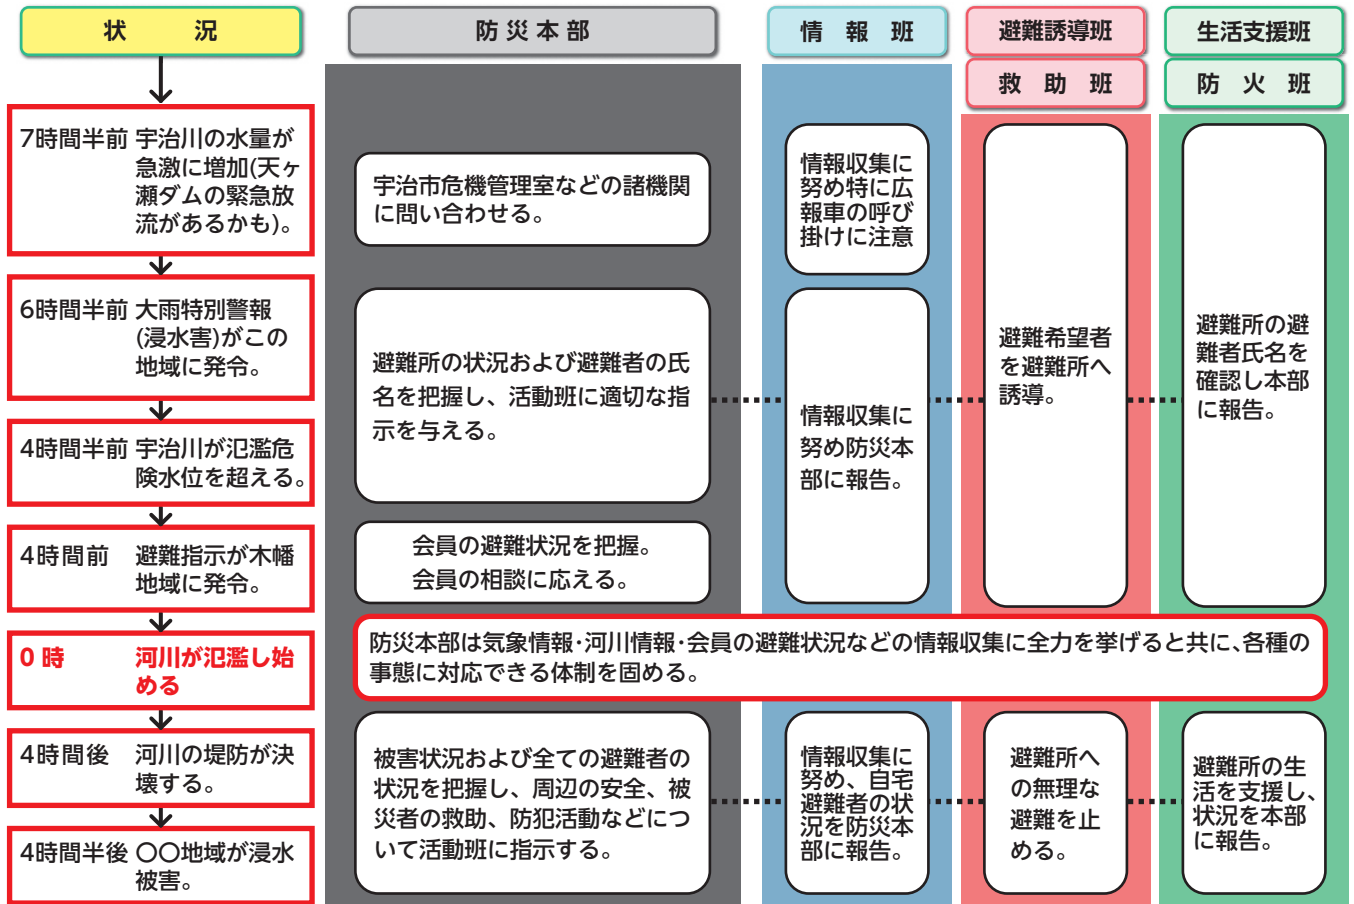 状況
防災本部
情報班
避難誘導班
生活支援班
救助班
防火班
7時間半前 宇治川の水量が
急激に増加(天ヶ
瀬ダムの緊急放
流があるかも)。
宇治市危機管理室などの諸機関
に問い合わせる。
情報収集に
努め特に広
報車の呼び
掛けに注意
6時間半前 大雨特別警報
(浸水害)がこの
地域に発令。
4時間半前 宇治川が氾濫危
険水位を超える。
避難所の状況および避難者の氏
名を把握し、活動班に適切な指
示を与える。
情報収集に
努め防災本
部に報告。
避難希望者
を避難所へ
誘導。
避難所の避
難者氏名を
確認し本部
に報告。
4時間前 避難指示が木幡
地域に発令。
会員の避難状況を把握。
会員の相談に応える。
0 時 河川が氾濫し始
める
防災本部は気象情報・河川情報・会員の避難状況などの情報収集に全力を挙げると共に、各種の
事態に対応できる体制を固める。
4時間後 河川の堤防が決
壊する。
4時間半後 〇〇地域が浸水
被害。
被害状況および全ての避難者の
状況を把握し、周辺の安全、被
災者の救助、防犯活動などにつ
いて活動班に指示する。
情報収集に
努め、自宅
避難者の状
況を防災本
部に報告。
避難所へ
の無理な
避難を止
める。
避難所の生
活を支援し、
状況を本部
に報告。